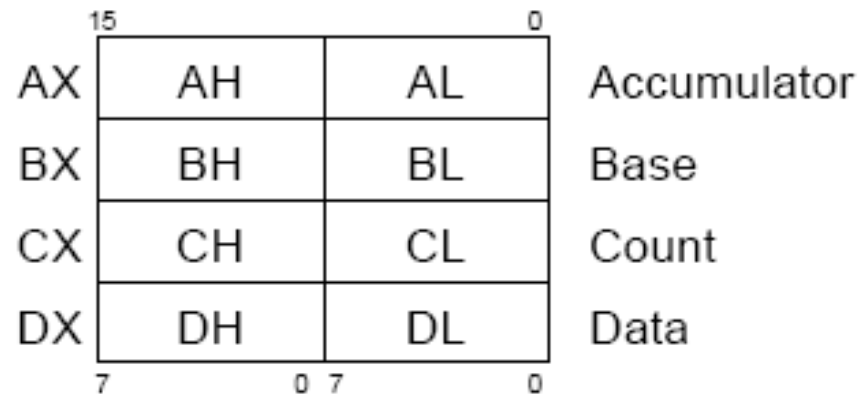 15 0
AX AH AL Accumulator
BX BH BL Base
CX CH CL Count
DX DH DL Data
7 0 7 0